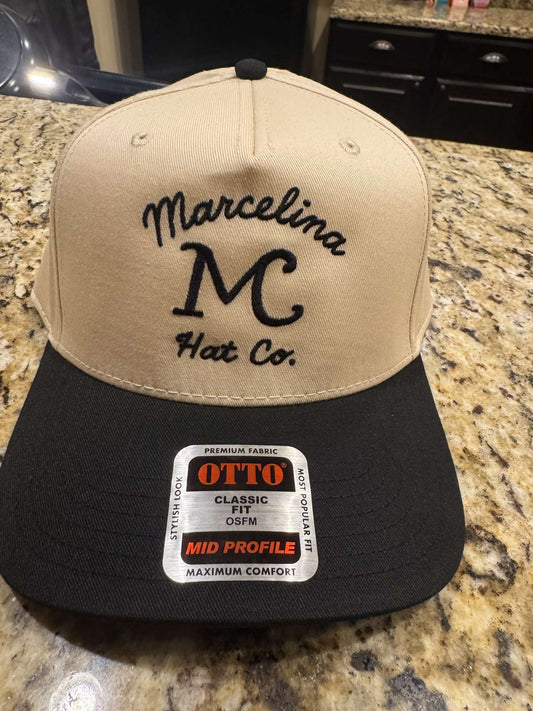 Marcelina
MC
Hat Co.
PREMIUM FABRIC
OTTO®
STYLISH LOOK
CLASSIC
FIT
OSFM
MOST POPULAR FIT
MID PROFILE
MAXIMUM COMFORT